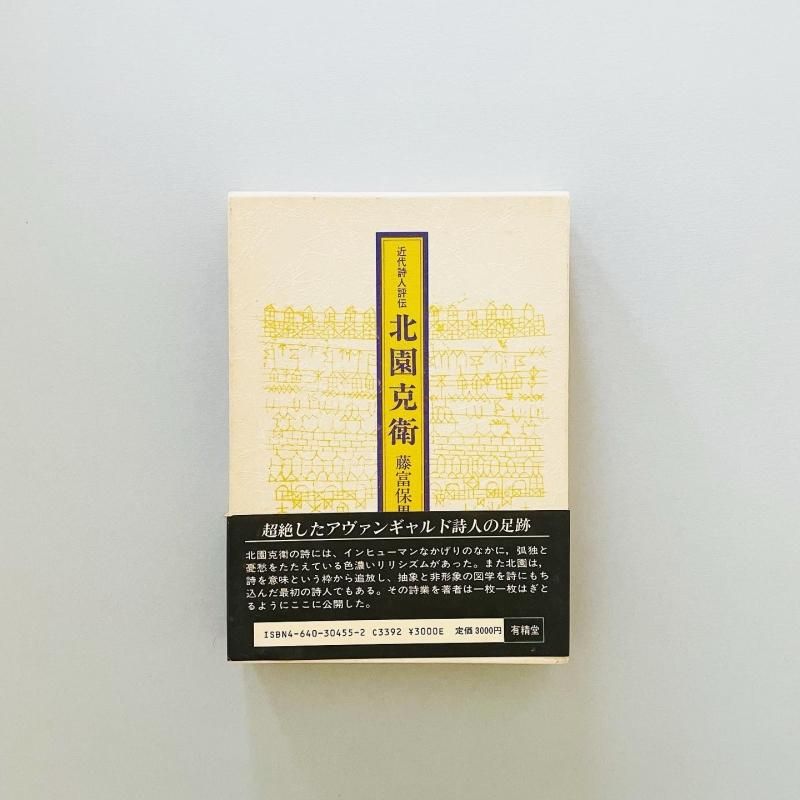 近代詩人評伝
北園克衛
藤富保男
超絶したアヴァンギャルド詩人の足跡
北園克衛の詩には、インヒューマンなかげりのなかに，弧独と
憂愁をたたえている色濃いリリシズムがあった。また北園は，
詩を意味という枠から追放し、抽象と非形象の図学を詩にもち
込んだ最初の詩人でもある。その詩業を著者は一枚一枚はぎと
るようにここに公開した。
ISBN4-640-30455-2 C3392 ¥3000E 定価 3000円 有精堂